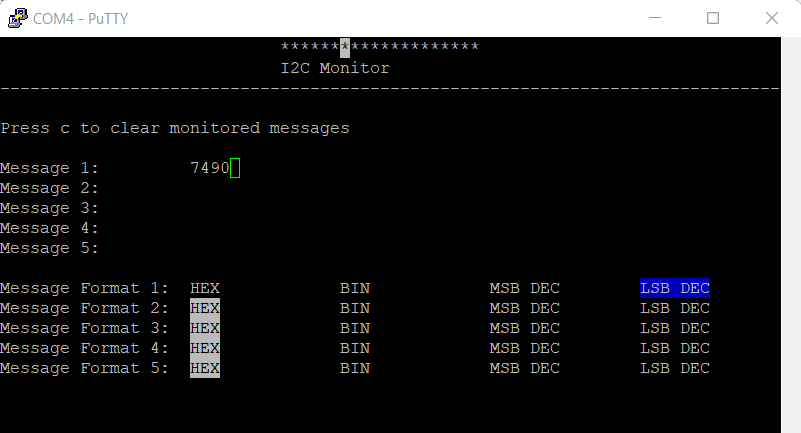 COM4 - PuTTY
********************
I2C Monitor
------------------------------------------------------------------------------
Press c to clear monitored messages
Message 1: 7490
Message 2:
Message 3:
Message 4:
Message 5:
Message Format 1: HEX BIN MSB DEC LSB DEC
Message Format 2: HEX BIN MSB DEC LSB DEC
Message Format 3: HEX BIN MSB DEC LSB DEC
Message Format 4: HEX BIN MSB DEC LSB DEC
Message Format 5: HEX BIN MSB DEC LSB DEC